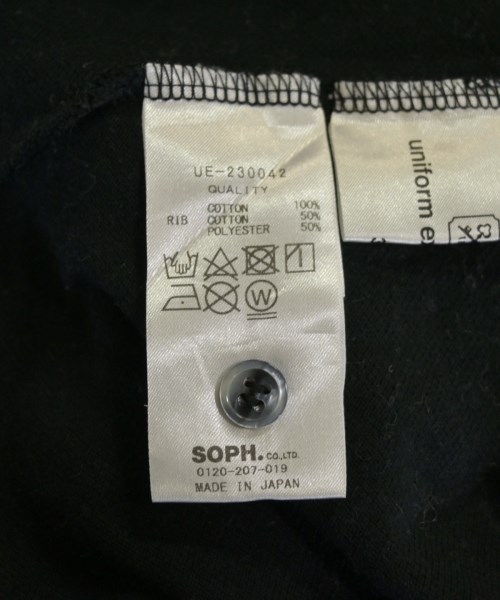 UE-230042
QUALITY
COTTON 100%
RIB COTTON 50%
POLYESTER 50%
W
SOPH.CO.,LTD.
0120-207-019
MADE IN JAPAN
uniform